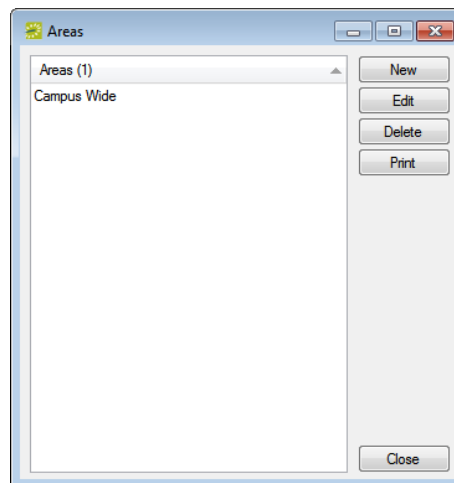 Areas
Areas (1)
Campus Wide
New
Edit
Delete
Print
Close